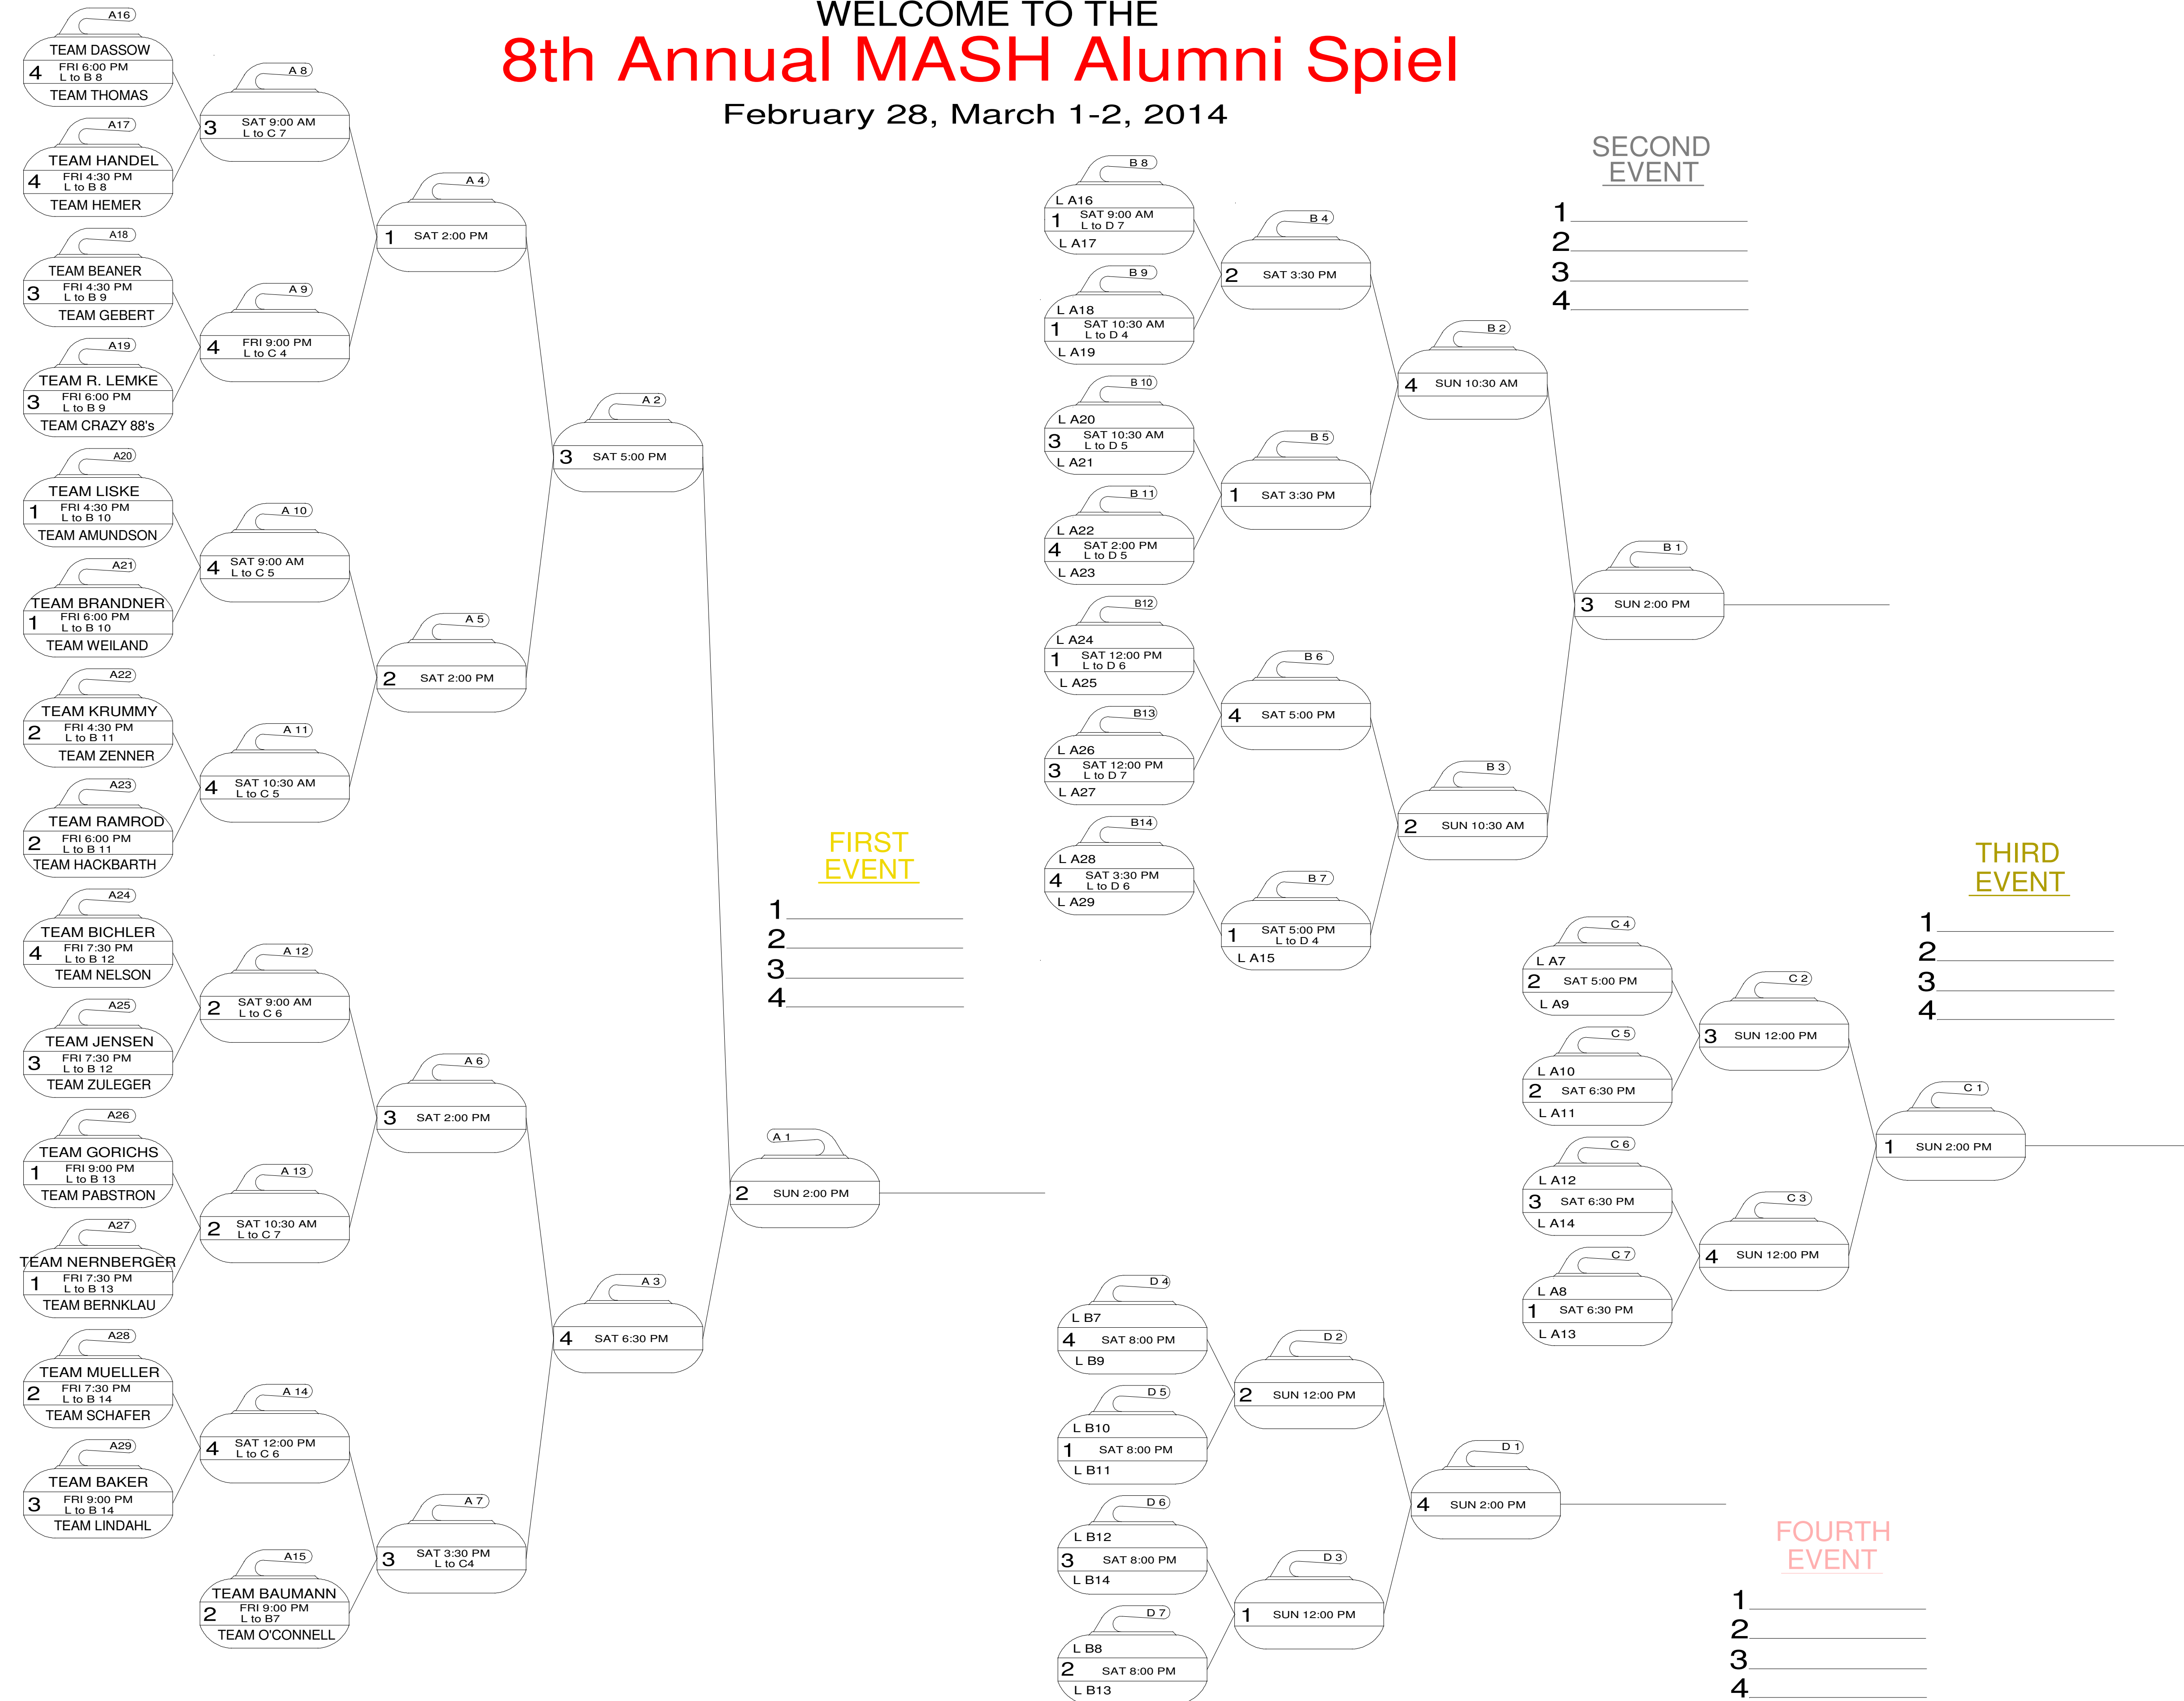 WELCOME TO THE
8th Annual MASH Alumni Spiel
February 28, March 1-2, 2014
A16
TEAM DASSOW
4 FRI 6:00 PM
L to B 8
TEAM THOMAS
A17
TEAM HANDEL
4 FRI 4:30 PM
L to B 8
TEAM HEMER
A18
TEAM BEANER
3 FRI 4:30 PM
L to B 9
TEAM GEBERT
A19
TEAM R. LEMKE
3 FRI 6:00 PM
L to B 9
TEAM CRAZY 88's
A20
TEAM LISKE
1 FRI 4:30 PM
L to B 10
TEAM AMUNDSON
A21
TEAM BRANDNER
1 FRI 6:00 PM
L to B 10
TEAM WEILAND
A22
TEAM KRUMMY
2 FRI 4:30 PM
L to B 11
TEAM ZENNER
A23
TEAM RAMROD
2 FRI 6:00 PM
L to B 11
TEAM HACKBARTH
A24
TEAM BICHLER
4 FRI 7:30 PM
L to B 12
TEAM NELSON
A25
TEAM JENSEN
3 FRI 7:30 PM
L to B 12
TEAM ZULEGER
A26
TEAM GORICHS
1 FRI 9:00 PM
L to B 13
TEAM PABSTRON
A27
TEAM NERNBERGER
1 FRI 7:30 PM
L to B 13
TEAM BERNKLAU
A28
TEAM MUELLER
2 FRI 7:30 PM
L to B 14
TEAM SCHAFER
A29
TEAM BAKER
3 FRI 9:00 PM
L to B 14
TEAM LINDAHL
A 8
3 SAT 9:00 AM
L to C 7
A 9
4 FRI 9:00 PM
L to C 4
A 10
4 SAT 9:00 AM
L to C 5
A 11
4 SAT 10:30 AM
L to C 5
A 12
2 SAT 9:00 AM
L to C 6
A 13
2 SAT 10:30 AM
L to C 7
A 14
4 SAT 12:00 PM
L to C 6
A15
TEAM BAUMANN
2 FRI 9:00 PM
L to B7
TEAM O'CONNELL
A 4
1 SAT 2:00 PM
A 5
2 SAT 2:00 PM
A 6
3 SAT 2:00 PM
A 7
3 SAT 3:30 PM
L to C4
A 2
3 SAT 5:00 PM
A 3
4 SAT 6:30 PM
A 1
2 SUN 2:00 PM
FIRST
EVENT
1
2
3
4
B 8
L A16
1 SAT 9:00 AM
L to D 7
L A17
B 9
L A18
1 SAT 10:30 AM
L to D 4
L A19
B 10
L A20
3 SAT 10:30 AM
L to D 5
L A21
B 11
L A22
4 SAT 2:00 PM
L to D 5
L A23
B12
L A24
1 SAT 12:00 PM
L to D 6
L A25
B13
L A26
3 SAT 12:00 PM
L to D 7
L A27
B14
L A28
4 SAT 3:30 PM
L to D 6
L A29
B 4
2 SAT 3:30 PM
B 5
1 SAT 3:30 PM
B 6
4 SAT 5:00 PM
B 7
1 SAT 5:00 PM
L to D 4
L A15
B 2
4 SUN 10:30 AM
B 3
2 SUN 10:30 AM
B 1
3 SUN 2:00 PM
SECOND
EVENT
1
2
3
4
C 4
L A7
2 SAT 5:00 PM
L A9
C 5
L A10
2 SAT 6:30 PM
L A11
C 6
L A12
3 SAT 6:30 PM
L A14
C 7
L A8
1 SAT 6:30 PM
L A13
C 2
3 SUN 12:00 PM
C 3
4 SUN 12:00 PM
C 1
1 SUN 2:00 PM
THIRD
EVENT
1
2
3
4
D 4
L B7
4 SAT 8:00 PM
L B9
D 5
L B10
1 SAT 8:00 PM
L B11
D 6
L B12
3 SAT 8:00 PM
L B14
D 7
L B8
2 SAT 8:00 PM
L B13
D 2
2 SUN 12:00 PM
D 3
1 SUN 12:00 PM
D 1
4 SUN 2:00 PM
FOURTH
EVENT
1
2
3
4